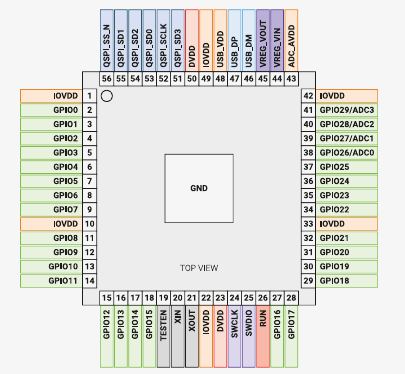 QSPI_SS_N
QSPI_SD1
QSPI_SD2
QSPI_SD0
QSPI_SCLK
QSPI_SD3
DVDD
IOVDD
USB_VDD
USB_DP
USB_DM
VREG_VOUT
VREG_VIN
ADC_AVDD
56 55 54 53 52 51 50 49 48 47 46 45 44 43
IOVDD 1
GPIO0 2
GPIO1 3
GPIO2 4
GPIO3 5
GPIO4 6
GPIO5 7
GPIO6 8
GPIO7 9
IOVDD 10
GPIO8 11
GPIO9 12
GPIO10 13
GPIO11 14
GND
TOP VIEW
42 IOVDD
41 GPIO29/ADC3
40 GPIO28/ADC2
39 GPIO27/ADC1
38 GPIO26/ADC0
37 GPIO25
36 GPIO24
35 GPIO23
34 GPIO22
33 IOVDD
32 GPIO21
31 GPIO20
30 GPIO19
29 GPIO18
15 16 17 18 19 20 21 22 23 24 25 26 27 28
GPIO12
GPIO13
GPIO14
GPIO15
TESTEN
XIN
XOUT
IOVDD
DVDD
SWCLK
SWDIO
RUN
GPIO16
GPIO17